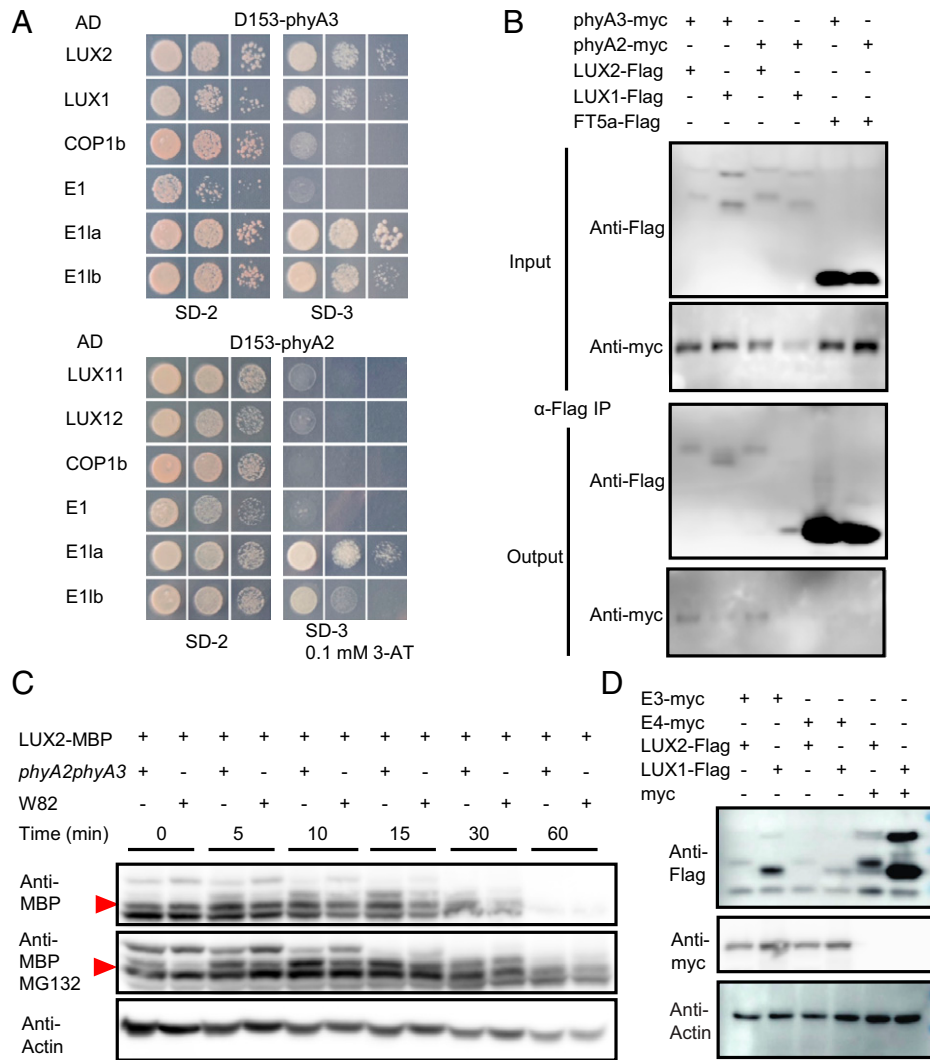 A
AD D153-phyA3
LUX2
LUX1
COP1b
E1
E1la
E1lb
SD-2 SD-3
AD D153-phyA2
LUX11
LUX12
COP1b
E1
E1la
E1lb
SD-2 SD-3
0.1 mM 3-AT
B
phyA3-myc + + - - + -
phyA2-myc - - + + - +
LUX2-Flag + - + - - -
LUX1-Flag - + - + - -
FT5a-Flag - - - - + +
Input
Anti-Flag
Anti-myc
α-Flag IP
Output
Anti-Flag
Anti-myc
C
LUX2-MBP + + + + + + + + + + + +
phyA2phyA3 + - + - + - + - + - + -
W82 - + - + - + - + - + - +
Time (min) 0 5 10 15 30 60
Anti-
MBP
Anti-
MBP
MG132
Anti-
Actin
D
E3-myc + + - - - -
E4-myc - - + + - -
LUX2-Flag + - + - + -
LUX1-Flag - + - + - +
myc - - - - + +
Anti-
Flag
Anti-
myc
Anti-
Actin